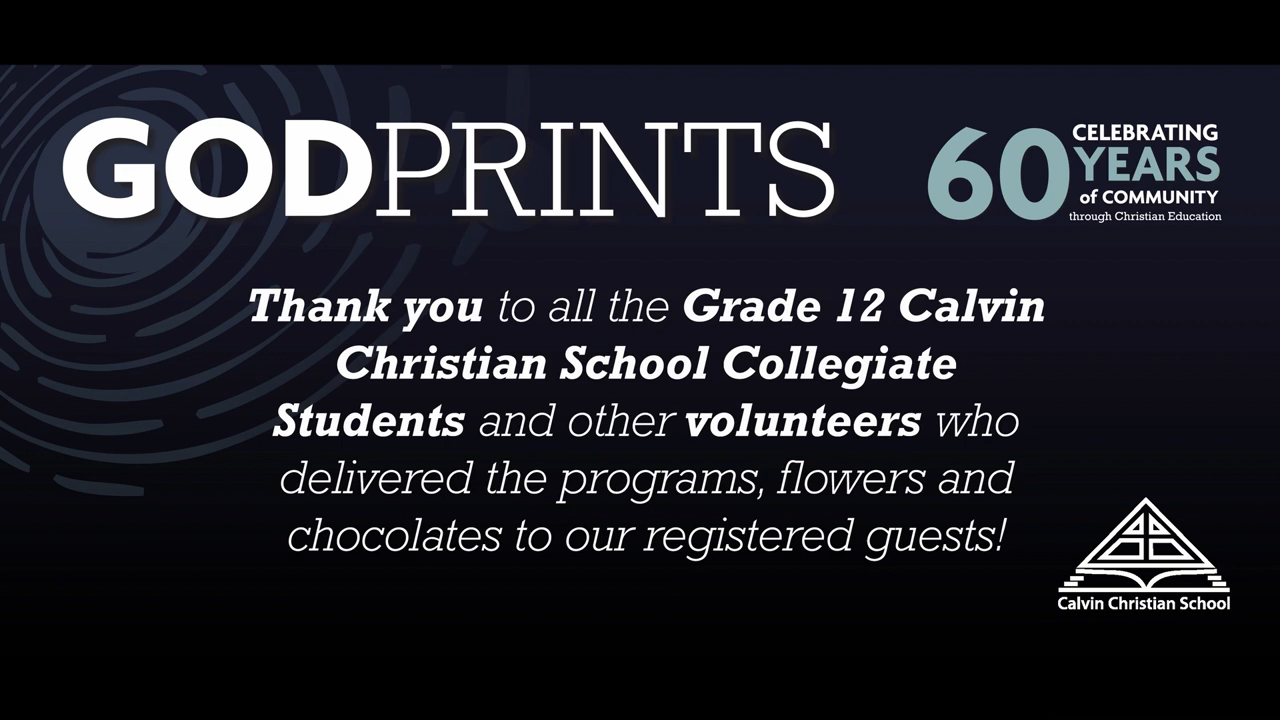 GODPRINTS
60
CELEBRATING
YEARS
of COMMUNITY
through Christian Education
Thank you to all the Grade 12 Calvin
Christian School Collegiate
Students and other volunteers who
delivered the programs, flowers and
chocolates to our registered guests!
Calvin Christian School